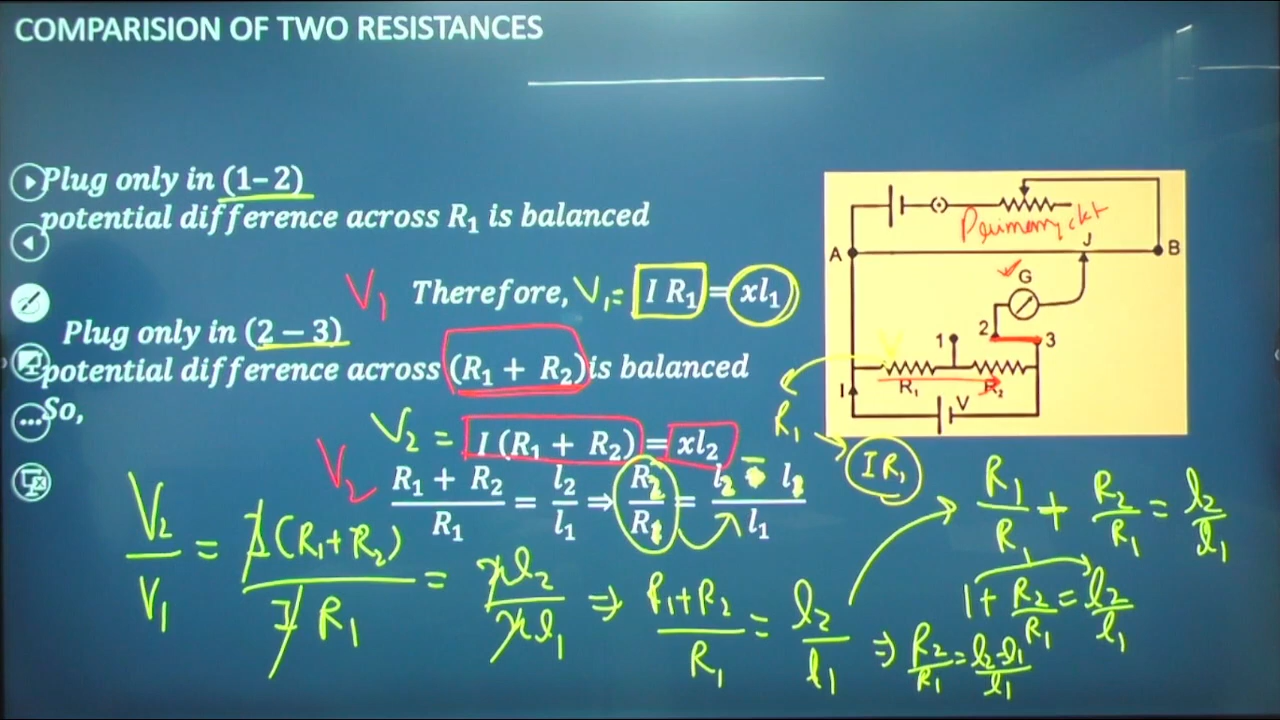 COMPARISION OF TWO RESISTANCES
Plug only in (1– 2)
potential difference across R₁ is balanced
V₁ Therefore, V₁= I R₁ = xl₁
Plug only in (2 – 3)
potential difference across (R₁ + R₂)is balanced
So,
V₂ = I (R₁ + R₂) = xl₂
V₂
(R₁ + R₂)/R₁ = l₂/l₁ ⇒ R₂/R₁ = (l₂ - l₁)/l₁
V₂/V₁ = I(R₁+R₂)/(I R₁) = xl₂/xl₁ ⇒ (R₁+R₂)/R₁ = l₂/l₁
R₁/R₁ + R₂/R₁ = l₂/l₁
1 + R₂/R₁ = l₂/l₁
⇒ R₂/R₁ = (l₂-l₁)/l₁
Primary ckt
A
J
B
G
2
1
3
V
R₁
R₂
I
V
R₁
IR₁